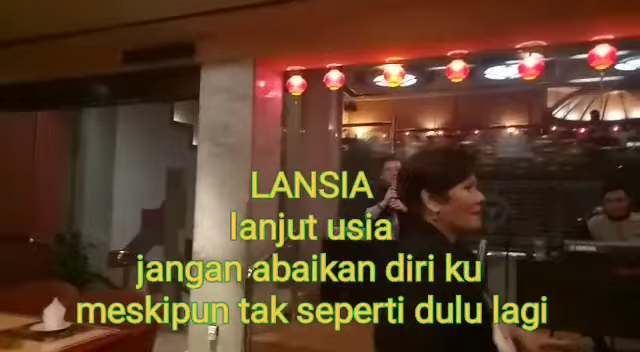 LANSIA
lanjut usia
jangan abaikan diri ku
meskipun tak seperti dulu lagi